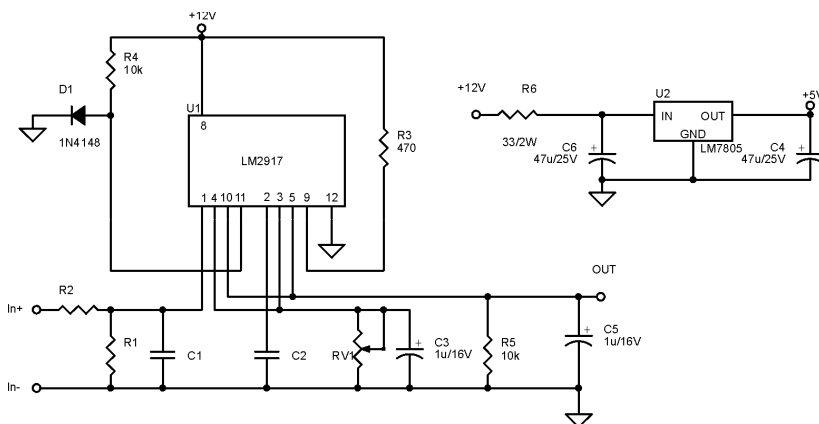 +12V
R4
10k
D1
1N4148
U1
8
LM2917
1 4 10 11 2 3 5 9 12
R3
470
+12V
R6
33/2W
U2
IN OUT
GND
LM7805
+5V
C6
47u/25V
+
C4
47u/25V
+
OUT
R2
In+
R1
C1
C2
RV1
+
C3
1u/16V
R5
10k
+
C5
1u/16V
In-